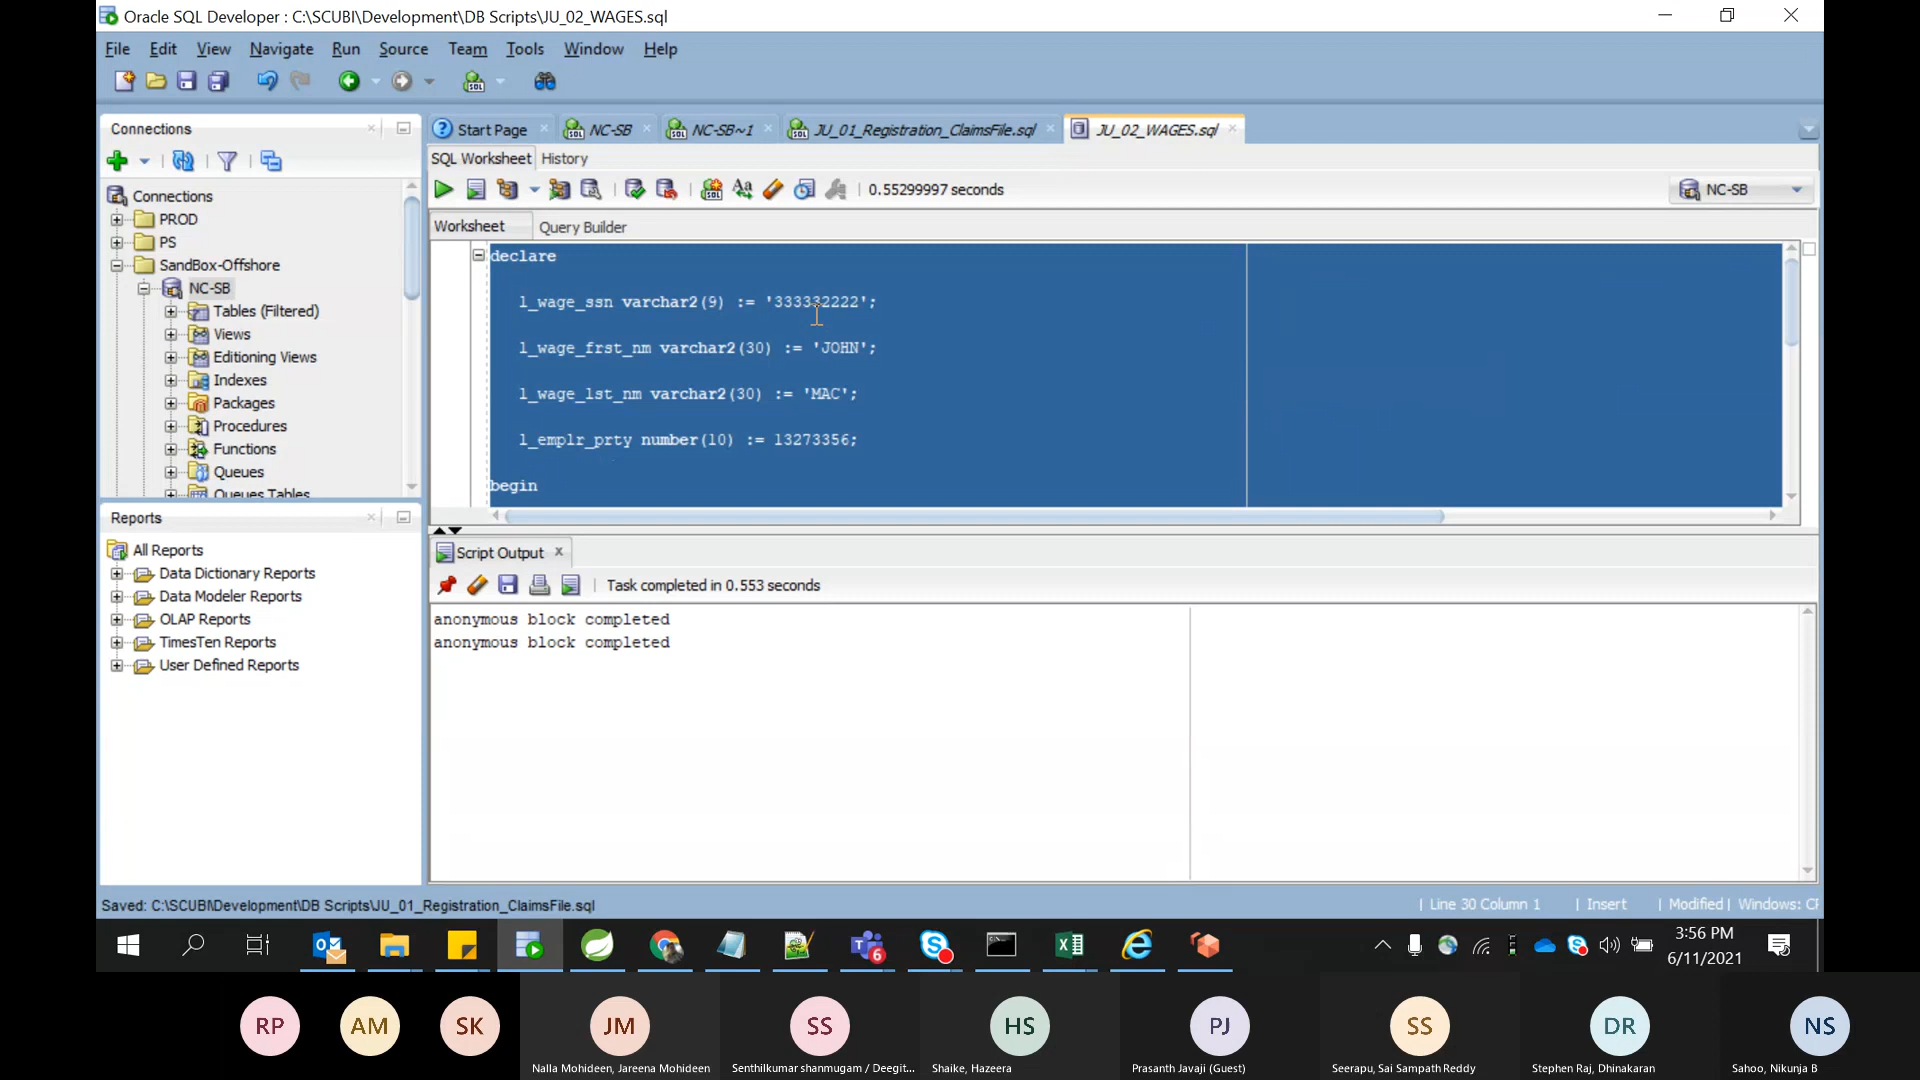 Oracle SQL Developer : C:\SCUBI\Development\DB Scripts\JU_02_WAGES.sql
File Edit View Navigate Run Source Team Tools Window Help
Connections
Connections
PROD
PS
SandBox-Offshore
NC-SB
Tables (Filtered)
Views
Editioning Views
Indexes
Packages
Procedures
Functions
Queues
Queues Tables
Reports
All Reports
Data Dictionary Reports
Data Modeler Reports
OLAP Reports
TimesTen Reports
User Defined Reports
Start Page NC-SB NC-SB~1 JU_01_Registration_ClaimsFile.sql JU_02_WAGES.sql
SQL Worksheet History
0.55299997 seconds
NC-SB
Worksheet Query Builder
declare
l_wage_ssn varchar2(9) := '333332222';
l_wage_frst_nm varchar2(30) := 'JOHN';
l_wage_lst_nm varchar2(30) := 'MAC';
l_emplr_prty number(10) := 13273356;
begin
Script Output
Task completed in 0.553 seconds
anonymous block completed
anonymous block completed
Saved: C:\SCUBI\Development\DB Scripts\JU_01_Registration_ClaimsFile.sql
Line 30 Column 1 Insert Modified Windows: CR
3:56 PM
6/11/2021
RP AM SK JM SS HS PJ SS DR NS
Nalla Mohideen, Jareena Mohideen
Senthilkumar shanmugam / Deegit...
Shaike, Hazeera
Prasanth Javaji (Guest)
Seerapu, Sai Sampath Reddy
Stephen Raj, Dhinakaran
Sahoo, Nikunja B